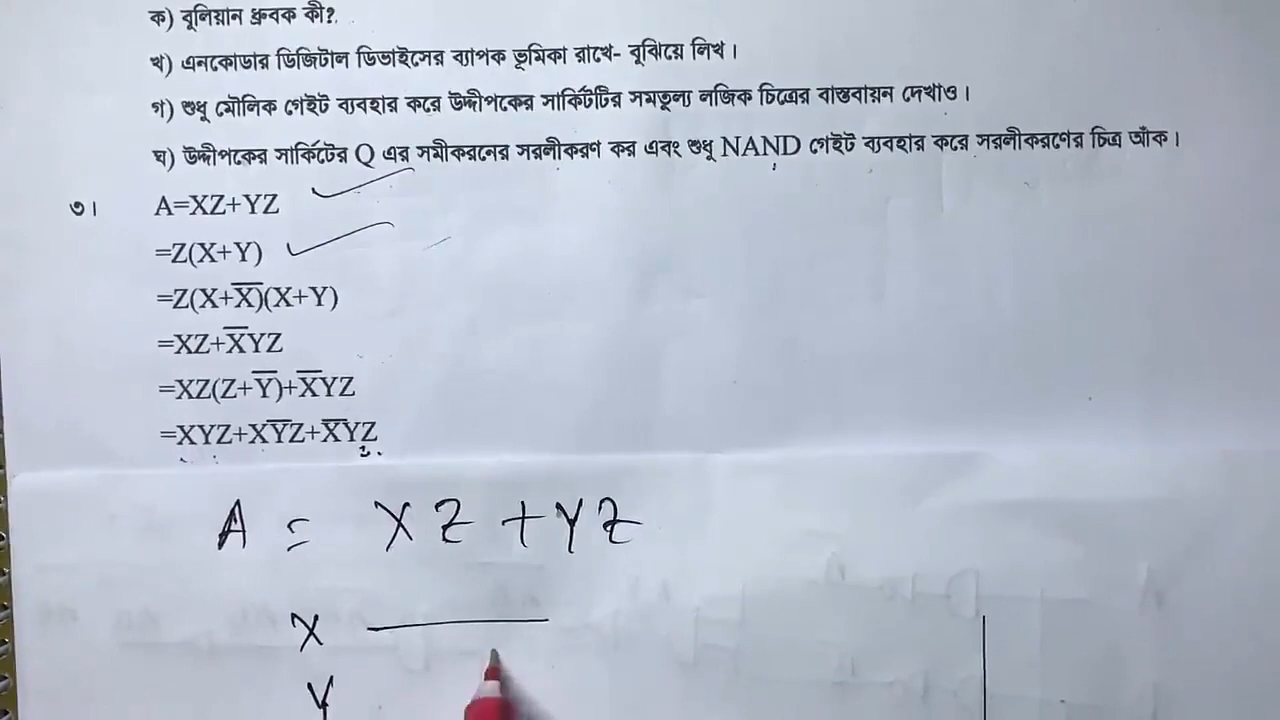 ক) বুলিয়ান ধ্রুবক কী?
খ) এনকোডার ডিজিটাল ডিভাইসের ব্যাপক ভূমিকা রাখে- বুঝিয়ে লিখ।
গ) শুধু মৌলিক গেইট ব্যবহার করে উদ্দীপকের সার্কিটটির সমতূল্য লজিক চিত্রের বাস্তবায়ন দেখাও।
ঘ) উদ্দীপকের সার্কিটের Q এর সমীকরনের সরলীকরণ কর এবং শুধু NAND গেইট ব্যবহার করে সরলীকরণের চিত্র আঁক।
৩। A=XZ+YZ
=Z(X+Y)
=Z(X+X̅)(X+Y)
=XZ+X̅YZ
=XZ(Z+Y̅)+X̅YZ
=XYZ+XY̅Z+X̅YZ
A = XZ + YZ
X
Y